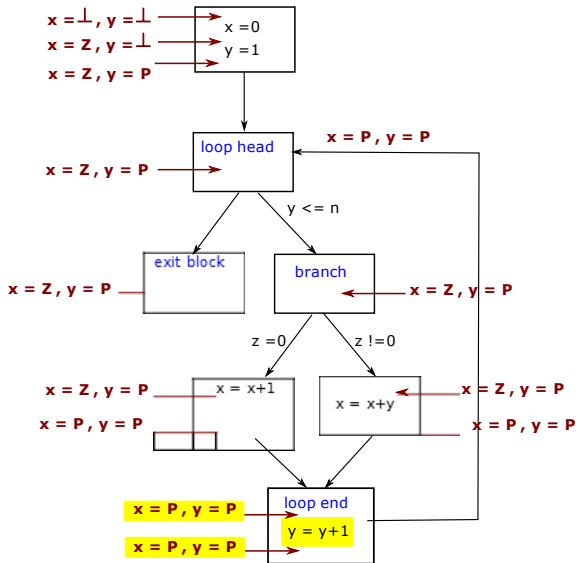 x = ⊥ , y = ⊥
x = 0
x = Z , y = ⊥
y = 1
x = Z , y = P
x = P , y = P
loop head
x = Z , y = P
y <= n
exit block
branch
x = Z , y = P
x = Z , y = P
z =0
z !=0
x = Z , y = P
x = x+1
x = Z , y = P
x = x+y
x = P , y = P
x = P , y = P
loop end
x = P , y = P
y = y+1
x = P , y = P